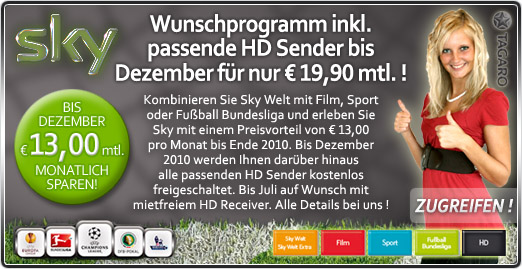 sky
Wunschprogramm inkl.
passende HD Sender bis
Dezember für nur € 19,90 mtl. !
TAGARO
BIS
DEZEMBER
€ 13,00 mtl.
MONATLICH
SPAREN!
Kombinieren Sie Sky Welt mit Film, Sport
oder Fußball Bundesliga und erleben Sie
Sky mit einem Preisvorteil von € 13,00
pro Monat bis Ende 2010. Bis Dezember
2010 werden Ihnen darüber hinaus
alle passenden HD Sender kostenlos
freigeschaltet. Bis Juli auf Wunsch mit
mietfreiem HD Receiver. Alle Details bei uns !
ZUGREIFEN !
CHAMPIONS
LEAGUE
DFB-POKAL
Sky Welt
Sky Welt Extra
Film
Sport
Fußball
Bundesliga
HD